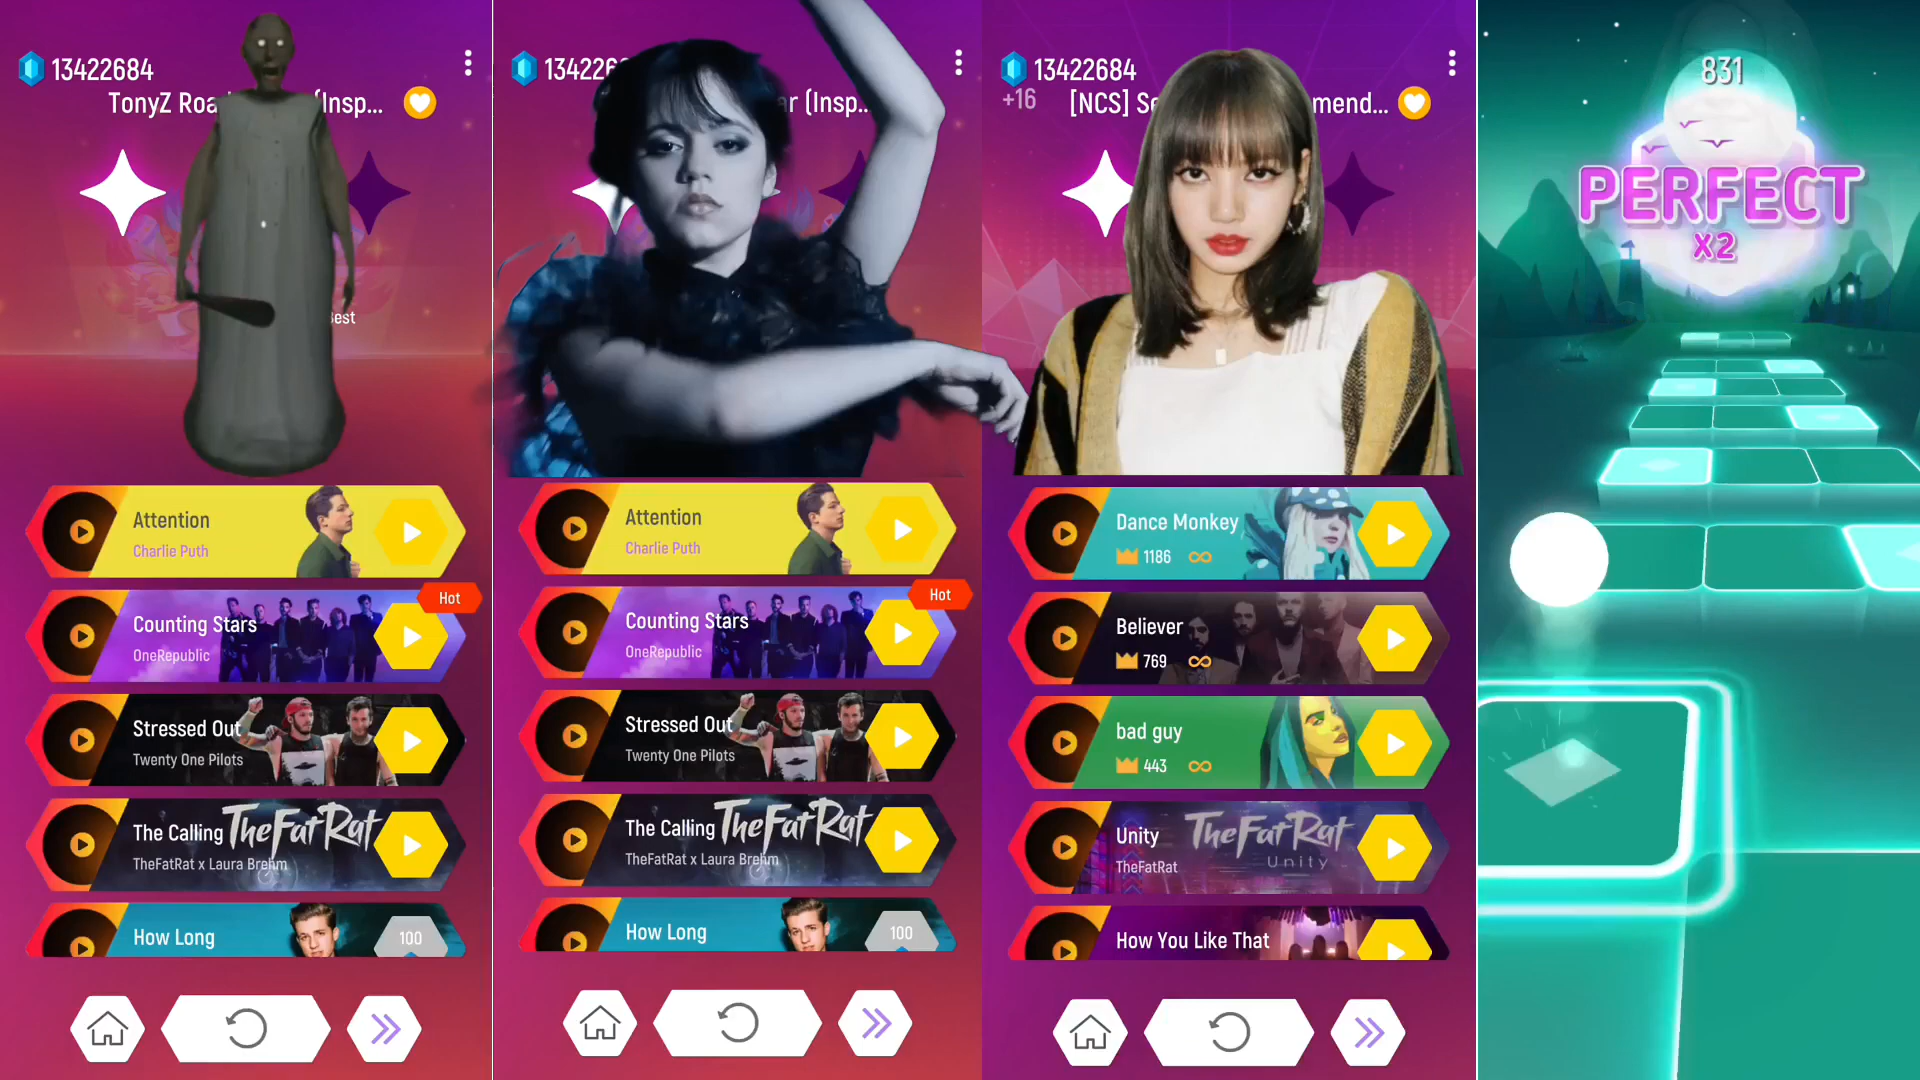 13422684
TonyZ Roa (Insp...
Best
Attention
Charlie Puth
Hot
Counting Stars
OneRepublic
Stressed Out
Twenty One Pilots
The Calling
TheFatRat
TheFatRat x Laura Brehm
How Long
100
134226
r (Insp...
Attention
Charlie Puth
Hot
Counting Stars
OneRepublic
Stressed Out
Twenty One Pilots
The Calling
TheFatRat
TheFatRat x Laura Brehm
How Long
100
13422684
+16
[NCS] Se mend...
Dance Monkey
1186
Believer
769
bad guy
443
Unity
TheFatRat
TheFatRat
Unity
How You Like That
831
PERFECT
X2